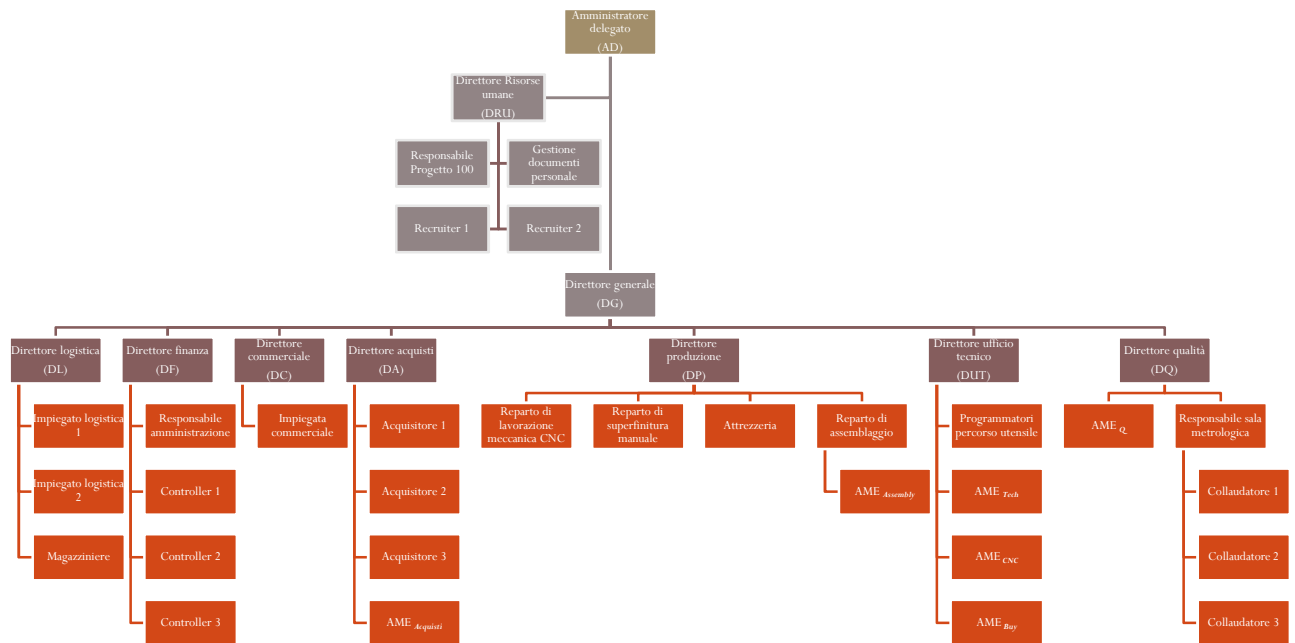 Amministratore
delegato
(AD)
Direttore Risorse
umane
(DRU)
Responsabile
Progetto 100
Gestione
documenti
personale
Recruiter 1
Recruiter 2
Direttore generale
(DG)
Direttore logistica
(DL)
Direttore finanza
(DF)
Direttore
commerciale
(DC)
Direttore acquisti
(DA)
Direttore
produzione
(DP)
Direttore ufficio
tecnico
(DUT)
Direttore qualità
(DQ)
Impiegato logistica
1
Responsabile
amministrazione
Impiegata
commerciale
Acquisitore 1
Reparto di
lavorazione
meccanica CNC
Reparto di
superfinitura
manuale
Attrezzeria
Reparto di
assemblaggio
Programmatori
percorso utensile
AME Q
Responsabile sala
metrologica
Impiegato logistica
2
Controller 1
Acquisitore 2
AME Assembly
AME Tech
Collaudatore 1
Magazziniere
Controller 2
Acquisitore 3
AME CNC
Collaudatore 2
Controller 3
AME Acquisti
AME Buy
Collaudatore 3